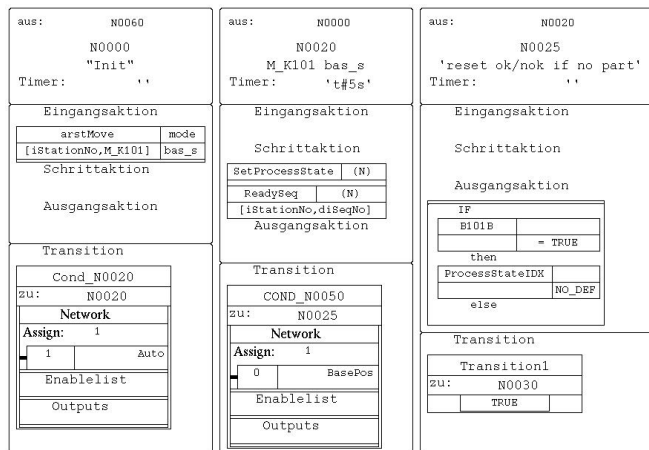 aus: N0060
N0000
"Init"
Timer: ''
Eingangsaktion
arstMove mode
[iStationNo,M_K101] bas_s
Schrittaktion
Ausgangsaktion
Transition
Cond_N0020
zu: N0020
Network
Assign: 1
1 Auto
Enablelist
Outputs
aus: N0000
N0020
M_K101 bas_s
Timer: 't#5s'
Eingangsaktion
Schrittaktion
SetProcessState (N)
ReadySeq (N)
[iStationNo,diSeqNo]
Ausgangsaktion
Transition
COND_N0050
zu: N0025
Network
Assign: 1
0 BasePos
Enablelist
Outputs
aus: N0020
N0025
'reset ok/nok if no part'
Timer: ''
Eingangsaktion
Schrittaktion
Ausgangsaktion
IF
B101B
= TRUE
then
ProcessStateIDX
NO_DEF
else
Transition
Transition1
zu: N0030
TRUE